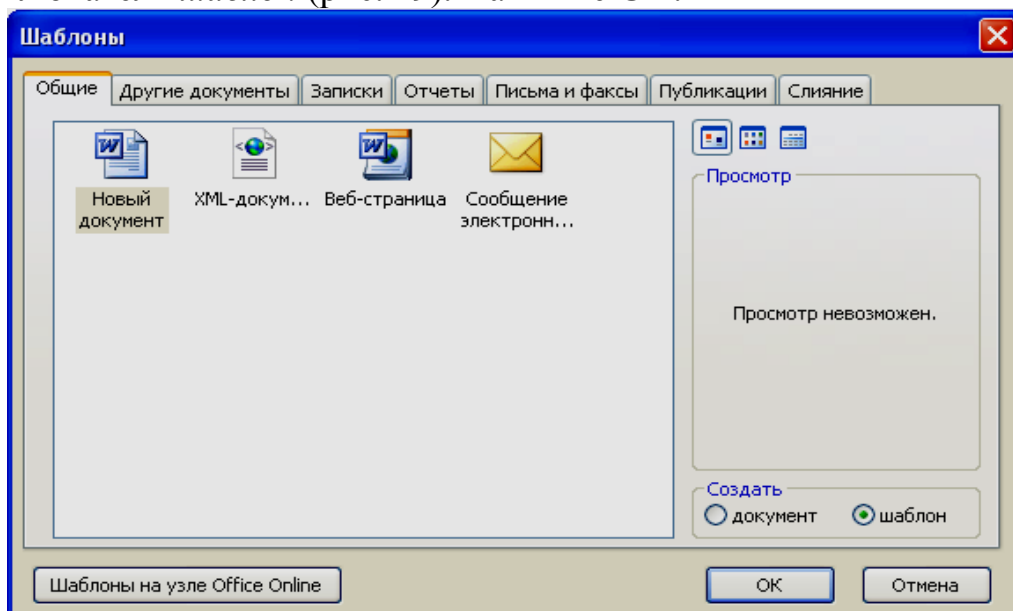 Шаблоны
Общие Другие документы Записки Отчеты Письма и факсы Публикации Слияние
Новый документ
XML-докум...
Веб-страница
Сообщение электронн...
Просмотр
Просмотр невозможен.
Создать
документ шаблон
Шаблоны на узле Office Online ОК Отмена